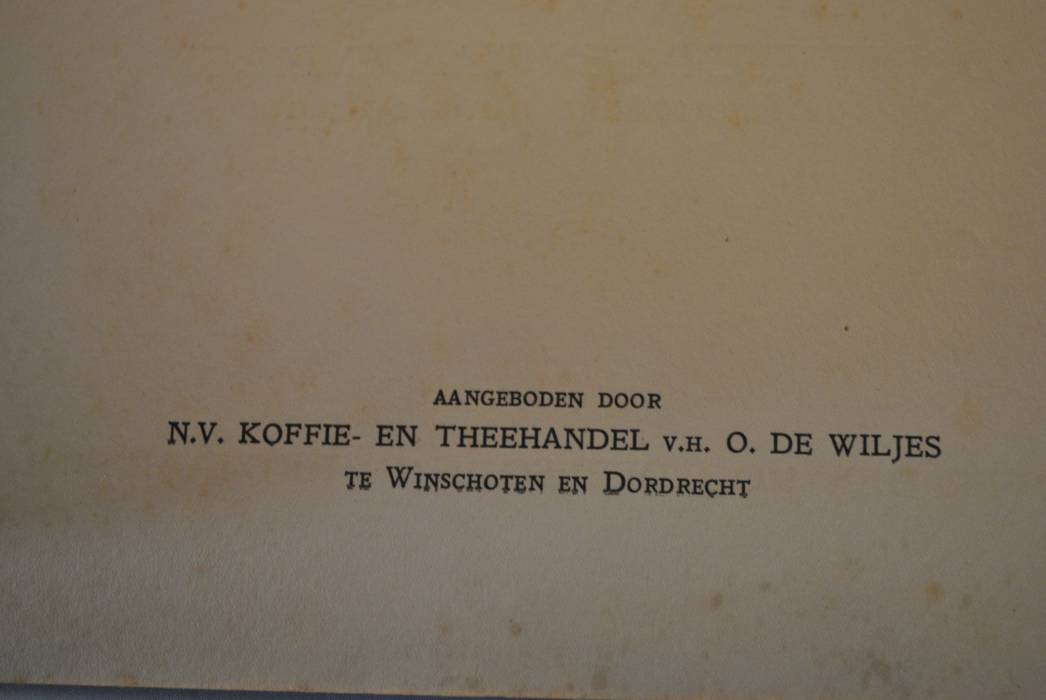 AANGEBODEN DOOR
N.V. KOFFIE- EN THEEHANDEL V.H. O. DE WILJES
TE WINSCHOTEN EN DORDRECHT